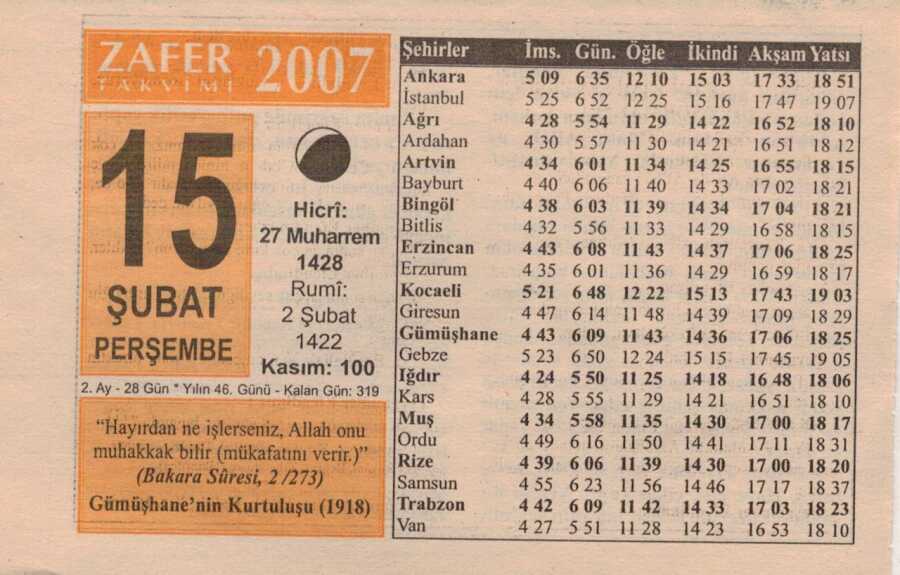 ZAFER
TAKVİMİ
2007
15
ŞUBAT
PERŞEMBE
Hicrî:
27 Muharrem
1428
Rumî:
2 Şubat
1422
Kasım: 100
2. Ay - 28 Gün * Yılın 46. Günü - Kalan Gün: 319
“Hayırdan ne işlerseniz, Allah onu
muhakkak bilir (mükafatını verir.)”
(Bakara Sûresi, 2 /273)
Gümüşhane'nin Kurtuluşu (1918)
Şehirler İms. Gün. Öğle İkindi Akşam Yatsı
Ankara 5 09 6 35 12 10 15 03 17 33 18 51
İstanbul 5 25 6 52 12 25 15 16 17 47 19 07
Ağrı 4 28 5 54 11 29 14 22 16 52 18 10
Ardahan 4 30 5 57 11 30 14 21 16 51 18 12
Artvin 4 34 6 01 11 34 14 25 16 55 18 15
Bayburt 4 40 6 06 11 40 14 33 17 02 18 21
Bingöl 4 38 6 03 11 39 14 34 17 04 18 21
Bitlis 4 32 5 56 11 33 14 29 16 58 18 15
Erzincan 4 43 6 08 11 43 14 37 17 06 18 25
Erzurum 4 35 6 01 11 36 14 29 16 59 18 17
Kocaeli 5 21 6 48 12 22 15 13 17 43 19 03
Giresun 4 47 6 14 11 48 14 39 17 09 18 29
Gümüşhane 4 43 6 09 11 43 14 36 17 06 18 25
Gebze 5 23 6 50 12 24 15 15 17 45 19 05
Iğdır 4 24 5 50 11 25 14 18 16 48 18 06
Kars 4 28 5 55 11 29 14 21 16 51 18 10
Muş 4 34 5 58 11 35 14 30 17 00 18 17
Ordu 4 49 6 16 11 50 14 41 17 11 18 31
Rize 4 39 6 06 11 39 14 30 17 00 18 20
Samsun 4 55 6 23 11 56 14 46 17 17 18 37
Trabzon 4 42 6 09 11 42 14 33 17 03 18 23
Van 4 27 5 51 11 28 14 23 16 53 18 10